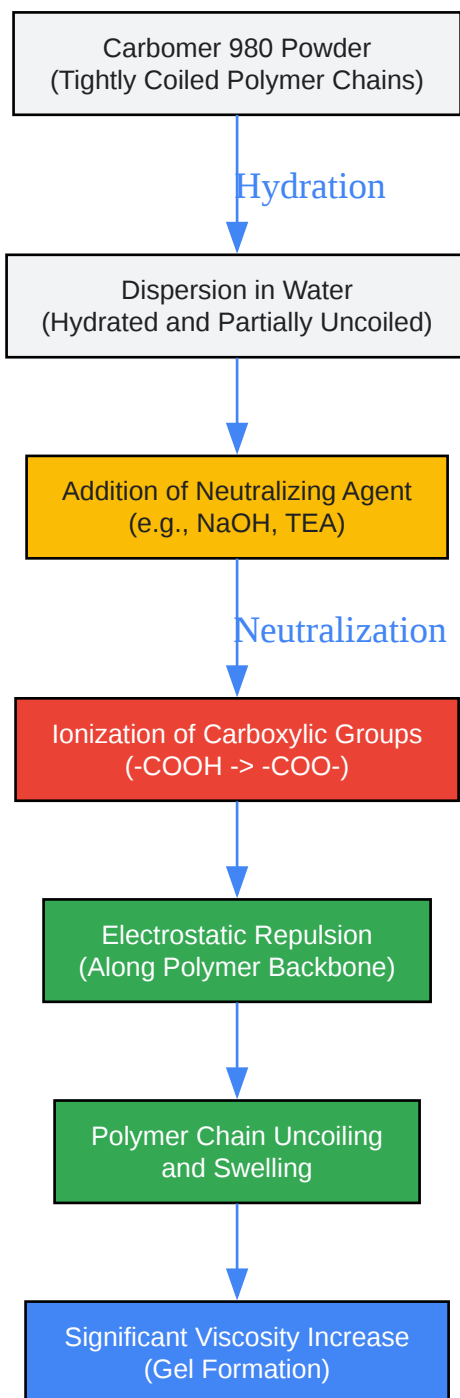 Carbomer 980 Powder
(Tightly Coiled Polymer Chains)
Hydration
Dispersion in Water
(Hydrated and Partially Uncoiled)
Addition of Neutralizing Agent
(e.g., NaOH, TEA)
Neutralization
Ionization of Carboxylic Groups
(-COOH -> -COO-)
Electrostatic Repulsion
(Along Polymer Backbone)
Polymer Chain Uncoiling
and Swelling
Significant Viscosity Increase
(Gel Formation)